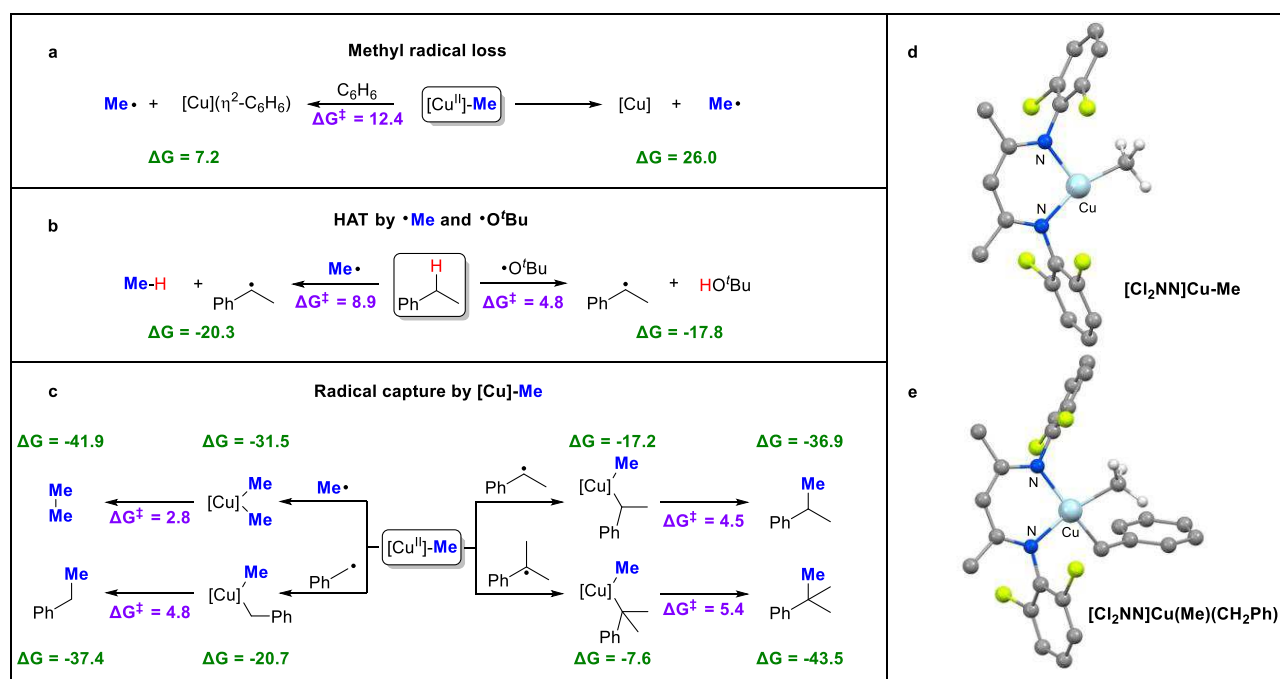 a
Methyl radical loss
Me• + [Cu](η²-C₆H₆)
C₆H₆
ΔG‡ = 12.4
[Cuᴵᴵ]-Me
[Cu] + Me•
ΔG = 7.2
ΔG = 26.0
b
HAT by •Me and •OᵗBu
Me-H +
Ph
Me•
ΔG‡ = 8.9
H
Ph
•OᵗBu
ΔG‡ = 4.8
Ph
+ HOᵗBu
ΔG = -20.3
ΔG = -17.8
c
Radical capture by [Cu]-Me
ΔG = -41.9
ΔG = -31.5
ΔG = -17.2
ΔG = -36.9
Me
Me
ΔG‡ = 2.8
[Cu]
Me
Me
Me•
Ph
Me
[Cu]
Ph
ΔG‡ = 4.5
Me
Ph
[Cuᴵᴵ]-Me
Me
Ph
ΔG‡ = 4.8
Me
[Cu]
Ph
Ph
Ph
Me
[Cu]
Ph
ΔG‡ = 5.4
Me
Ph
ΔG = -37.4
ΔG = -20.7
ΔG = -7.6
ΔG = -43.5
d
N
N
Cu
[Cl₂NN]Cu-Me
e
N
N
Cu
[Cl₂NN]Cu(Me)(CH₂Ph)